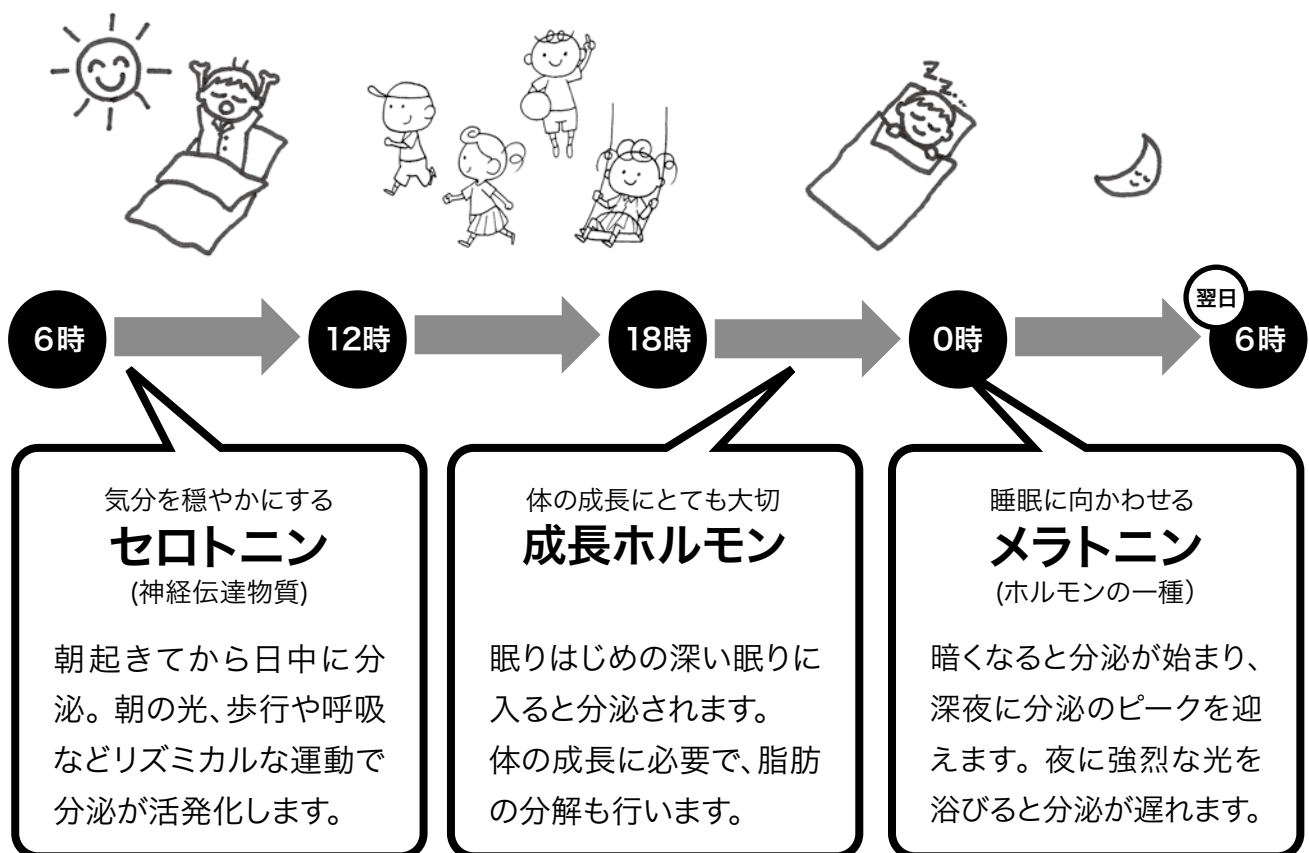 Z
Z
翌日
6時
12時
18時
0時
6時
気分を穏やかにする
セロトニン
(神経伝達物質)
朝起きてから日中に分
泌。朝の光、歩行や呼吸
などリズミカルな運動で
分泌が活発化します。
体の成長にとても大切
成長ホルモン
眠りはじめの深い眠りに
入ると分泌されます。
体の成長に必要で、脂肪
の分解も行います。
睡眠に向かわせる
メラトニン
(ホルモンの一種）
暗くなると分泌が始まり、
深夜に分泌のピークを迎
えます。夜に強烈な光を
浴びると分泌が遅れます。